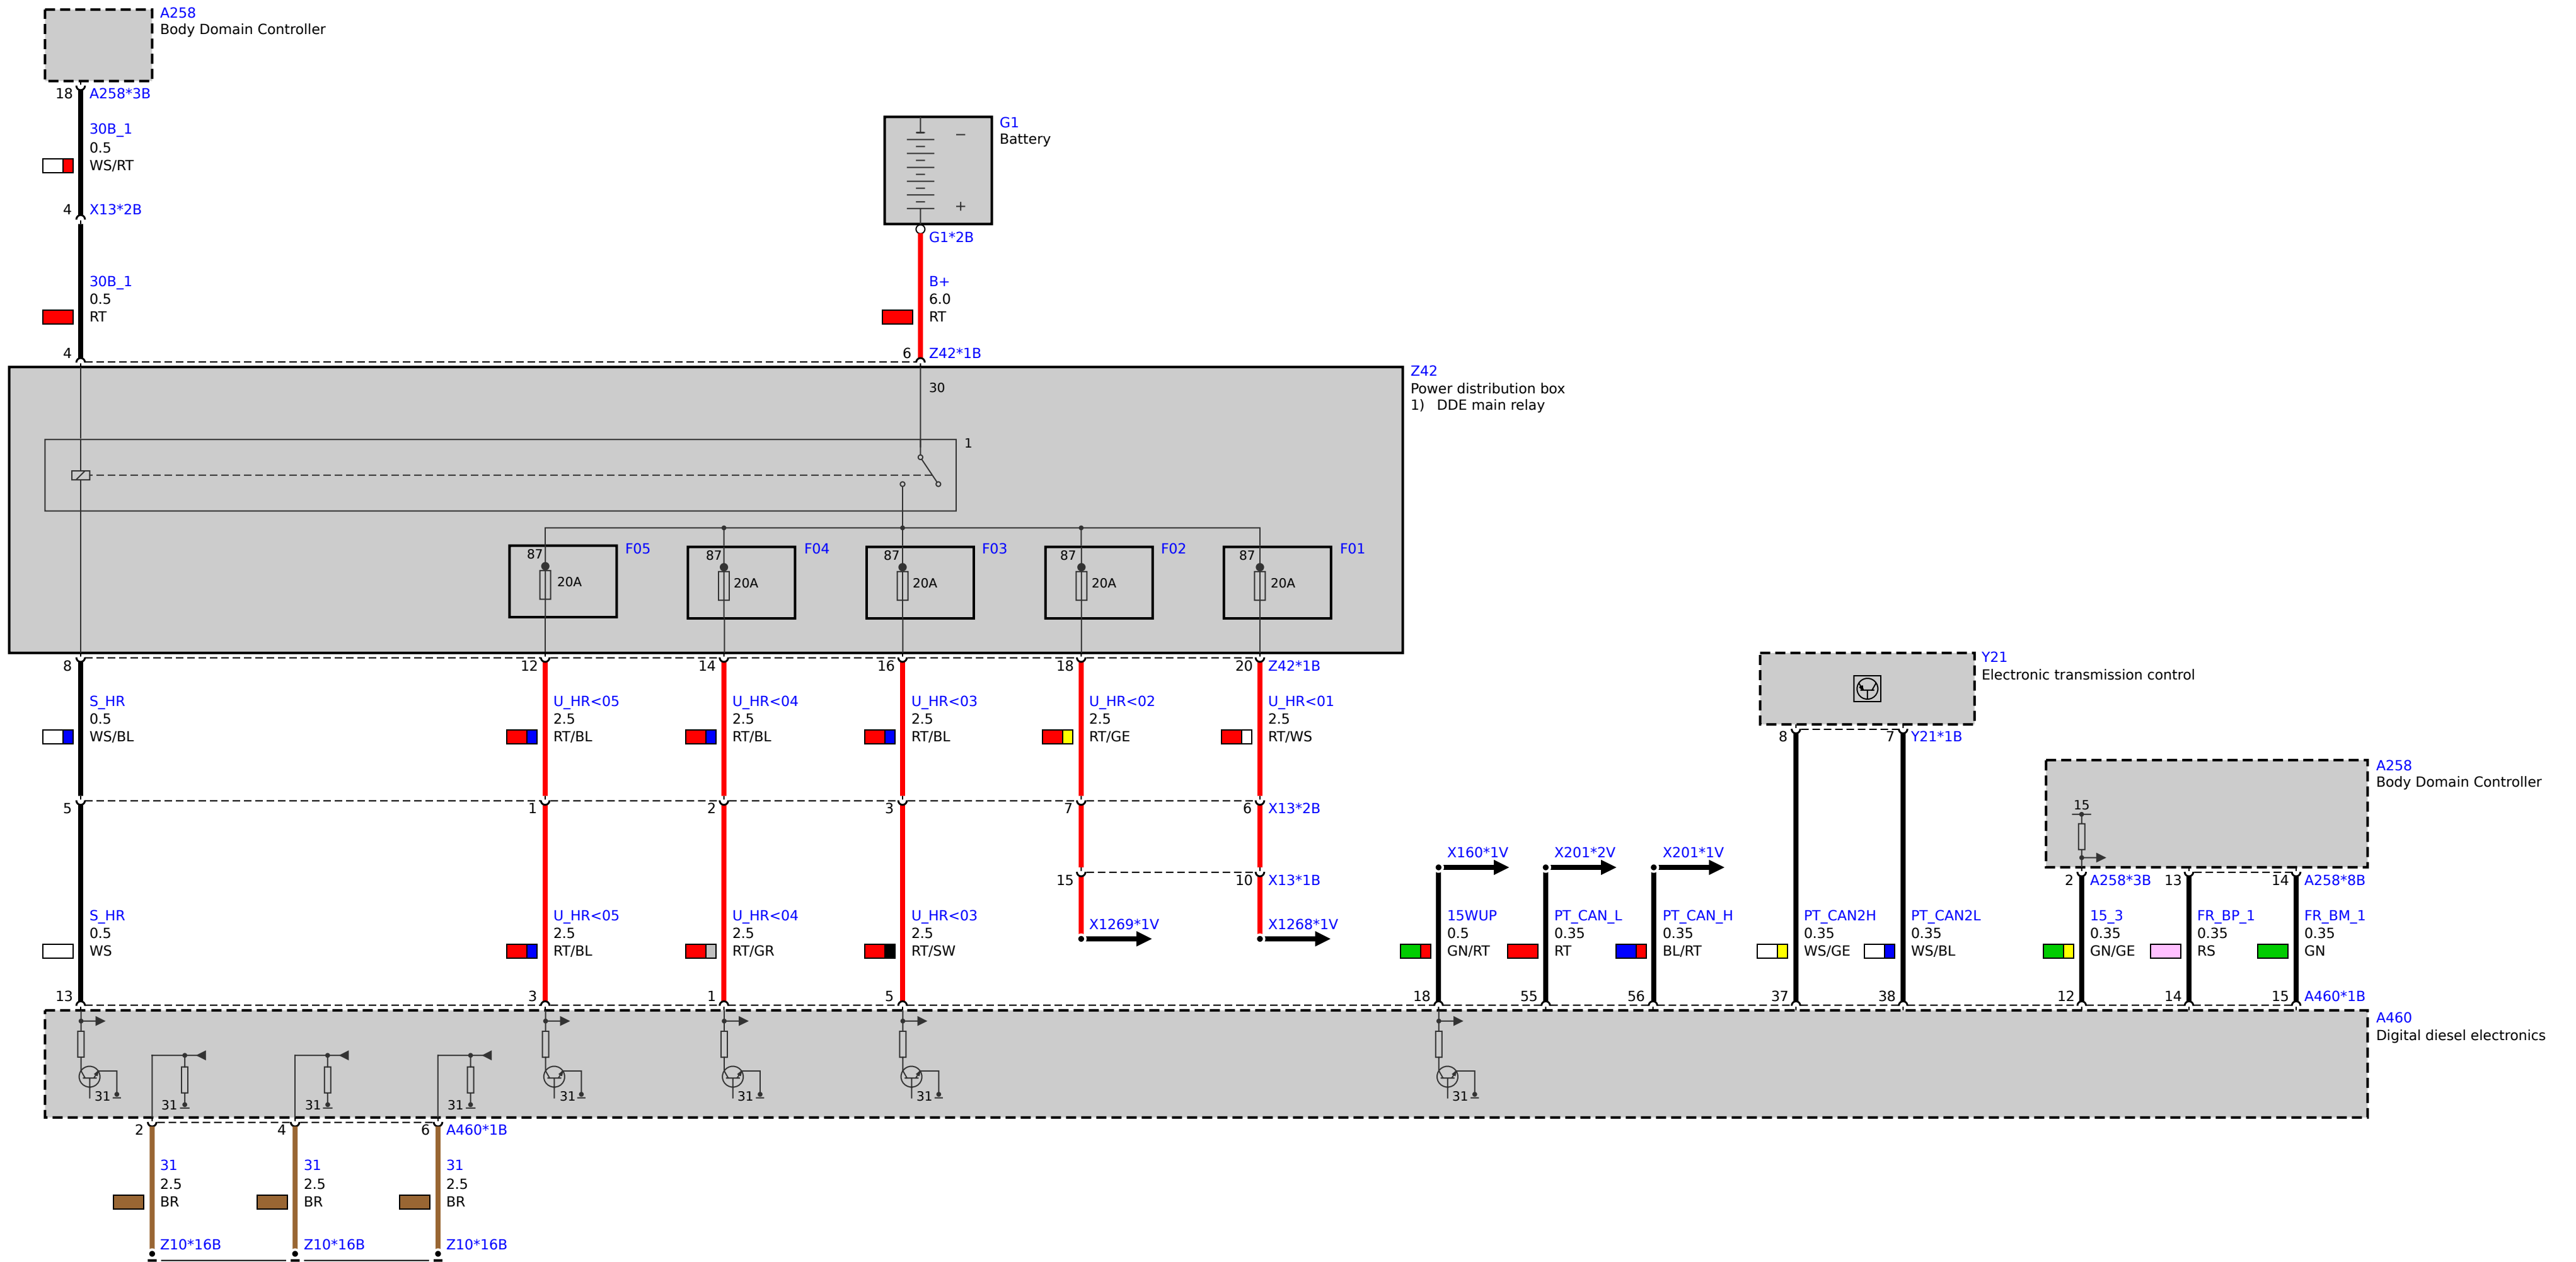 A258
Body Domain Controller
18 A258*3B
30B_1
0.5
WS/RT
4 X13*2B
30B_1
0.5
RT
4
G1
Battery
−
+
G1*2B
B+
6.0
RT
6 Z42*1B
Z42
Power distribution box
1) DDE main relay
30
1
87 F05
20A
87 F04
20A
87 F03
20A
87 F02
20A
87 F01
20A
8 12 14 16 18 20 Z42*1B
S_HR
0.5
WS/BL
U_HR<05
2.5
RT/BL
U_HR<04
2.5
RT/BL
U_HR<03
2.5
RT/BL
U_HR<02
2.5
RT/GE
U_HR<01
2.5
RT/WS
5 1 2 3 7 6 X13*2B
15 10 X13*1B
X1269*1V
X1268*1V
S_HR
0.5
WS
U_HR<05
2.5
RT/BL
U_HR<04
2.5
RT/GR
U_HR<03
2.5
RT/SW
Y21
Electronic transmission control
8 7 Y21*1B
A258
Body Domain Controller
15
2 A258*3B 13 14 A258*8B
X160*1V
15WUP
0.5
GN/RT
X201*2V
PT_CAN_L
0.35
RT
X201*1V
PT_CAN_H
0.35
BL/RT
PT_CAN2H
0.35
WS/GE
PT_CAN2L
0.35
WS/BL
15_3
0.35
GN/GE
FR_BP_1
0.35
RS
FR_BM_1
0.35
GN
13 3 1 5 18 55 56 37 38 12 14 15 A460*1B
A460
Digital diesel electronics
31 31 31 31 31 31 31 31
2 4 6 A460*1B
31
2.5
BR
31
2.5
BR
31
2.5
BR
Z10*16B Z10*16B Z10*16B